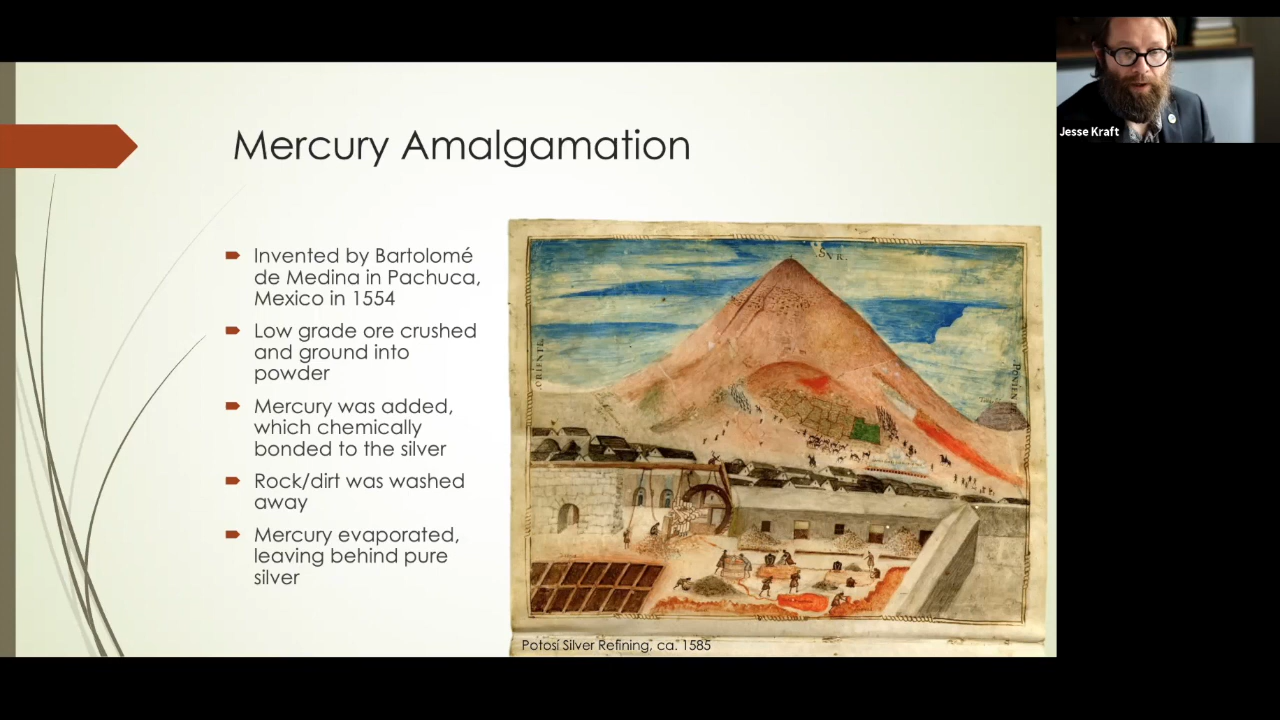 Mercury Amalgamation
Invented by Bartolomé
de Medina in Pachuca,
Mexico in 1554
Low grade ore crushed
and ground into
powder
Mercury was added,
which chemically
bonded to the silver
Rock/dirt was washed
away
Mercury evaporated,
leaving behind pure
silver
.SVR.
ORIENTE
PONIEN
Potosí Silver Refining, ca. 1585
Jesse Kraft